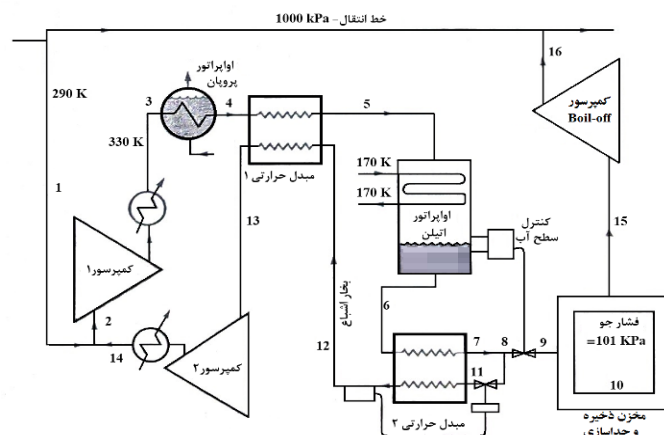 خط انتقال- 1000 kPa
290 K
1
3
اواپراتور
پروپان
4
5
16
کمپرسور
Boil-off
330 K
مبدل حرارتی ۱
170 K
170 K
اواپراتور
اتیلن
کنترل
سطح آب
15
13
کمپرسور۱
2
بخار اشباع
12
6
7
8
9
فشار جو
=101 KPa
10
14
کمپرسور۲
11
مبدل حرارتی ۲
مخزن ذخیره
و جداسازی